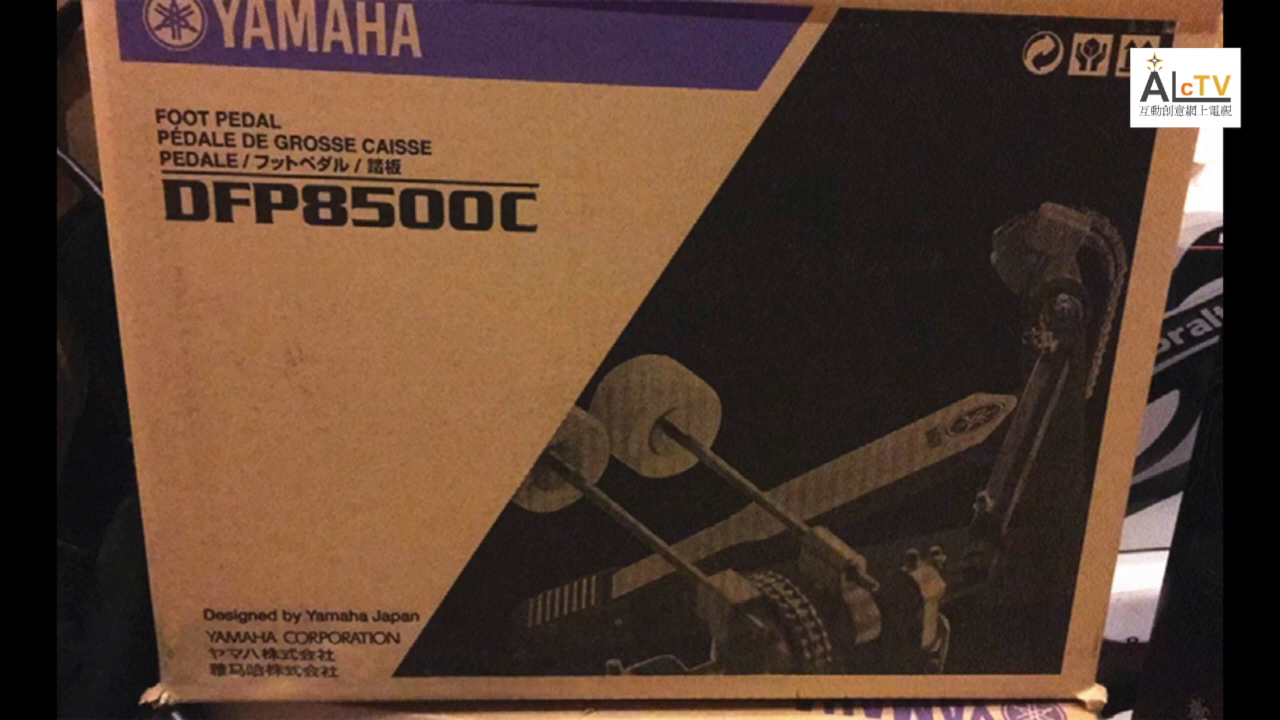 YAMAHA
AlcTV
互動創意網上電視
FOOT PEDAL
PÉDALE DE GROSSE CAISSE
PEDALE / フットペダル / 踏板
DFP8500C
Designed by Yamaha Japan
YAMAHA CORPORATION
ヤマハ株式会社
雅马哈株式会社
YAMAHA